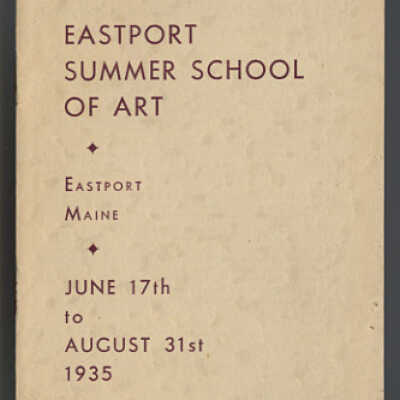 EASTPORT
SUMMER SCHOOL
OF ART
EASTPORT
MAINE
JUNE 17th
to
AUGUST 31st
1935